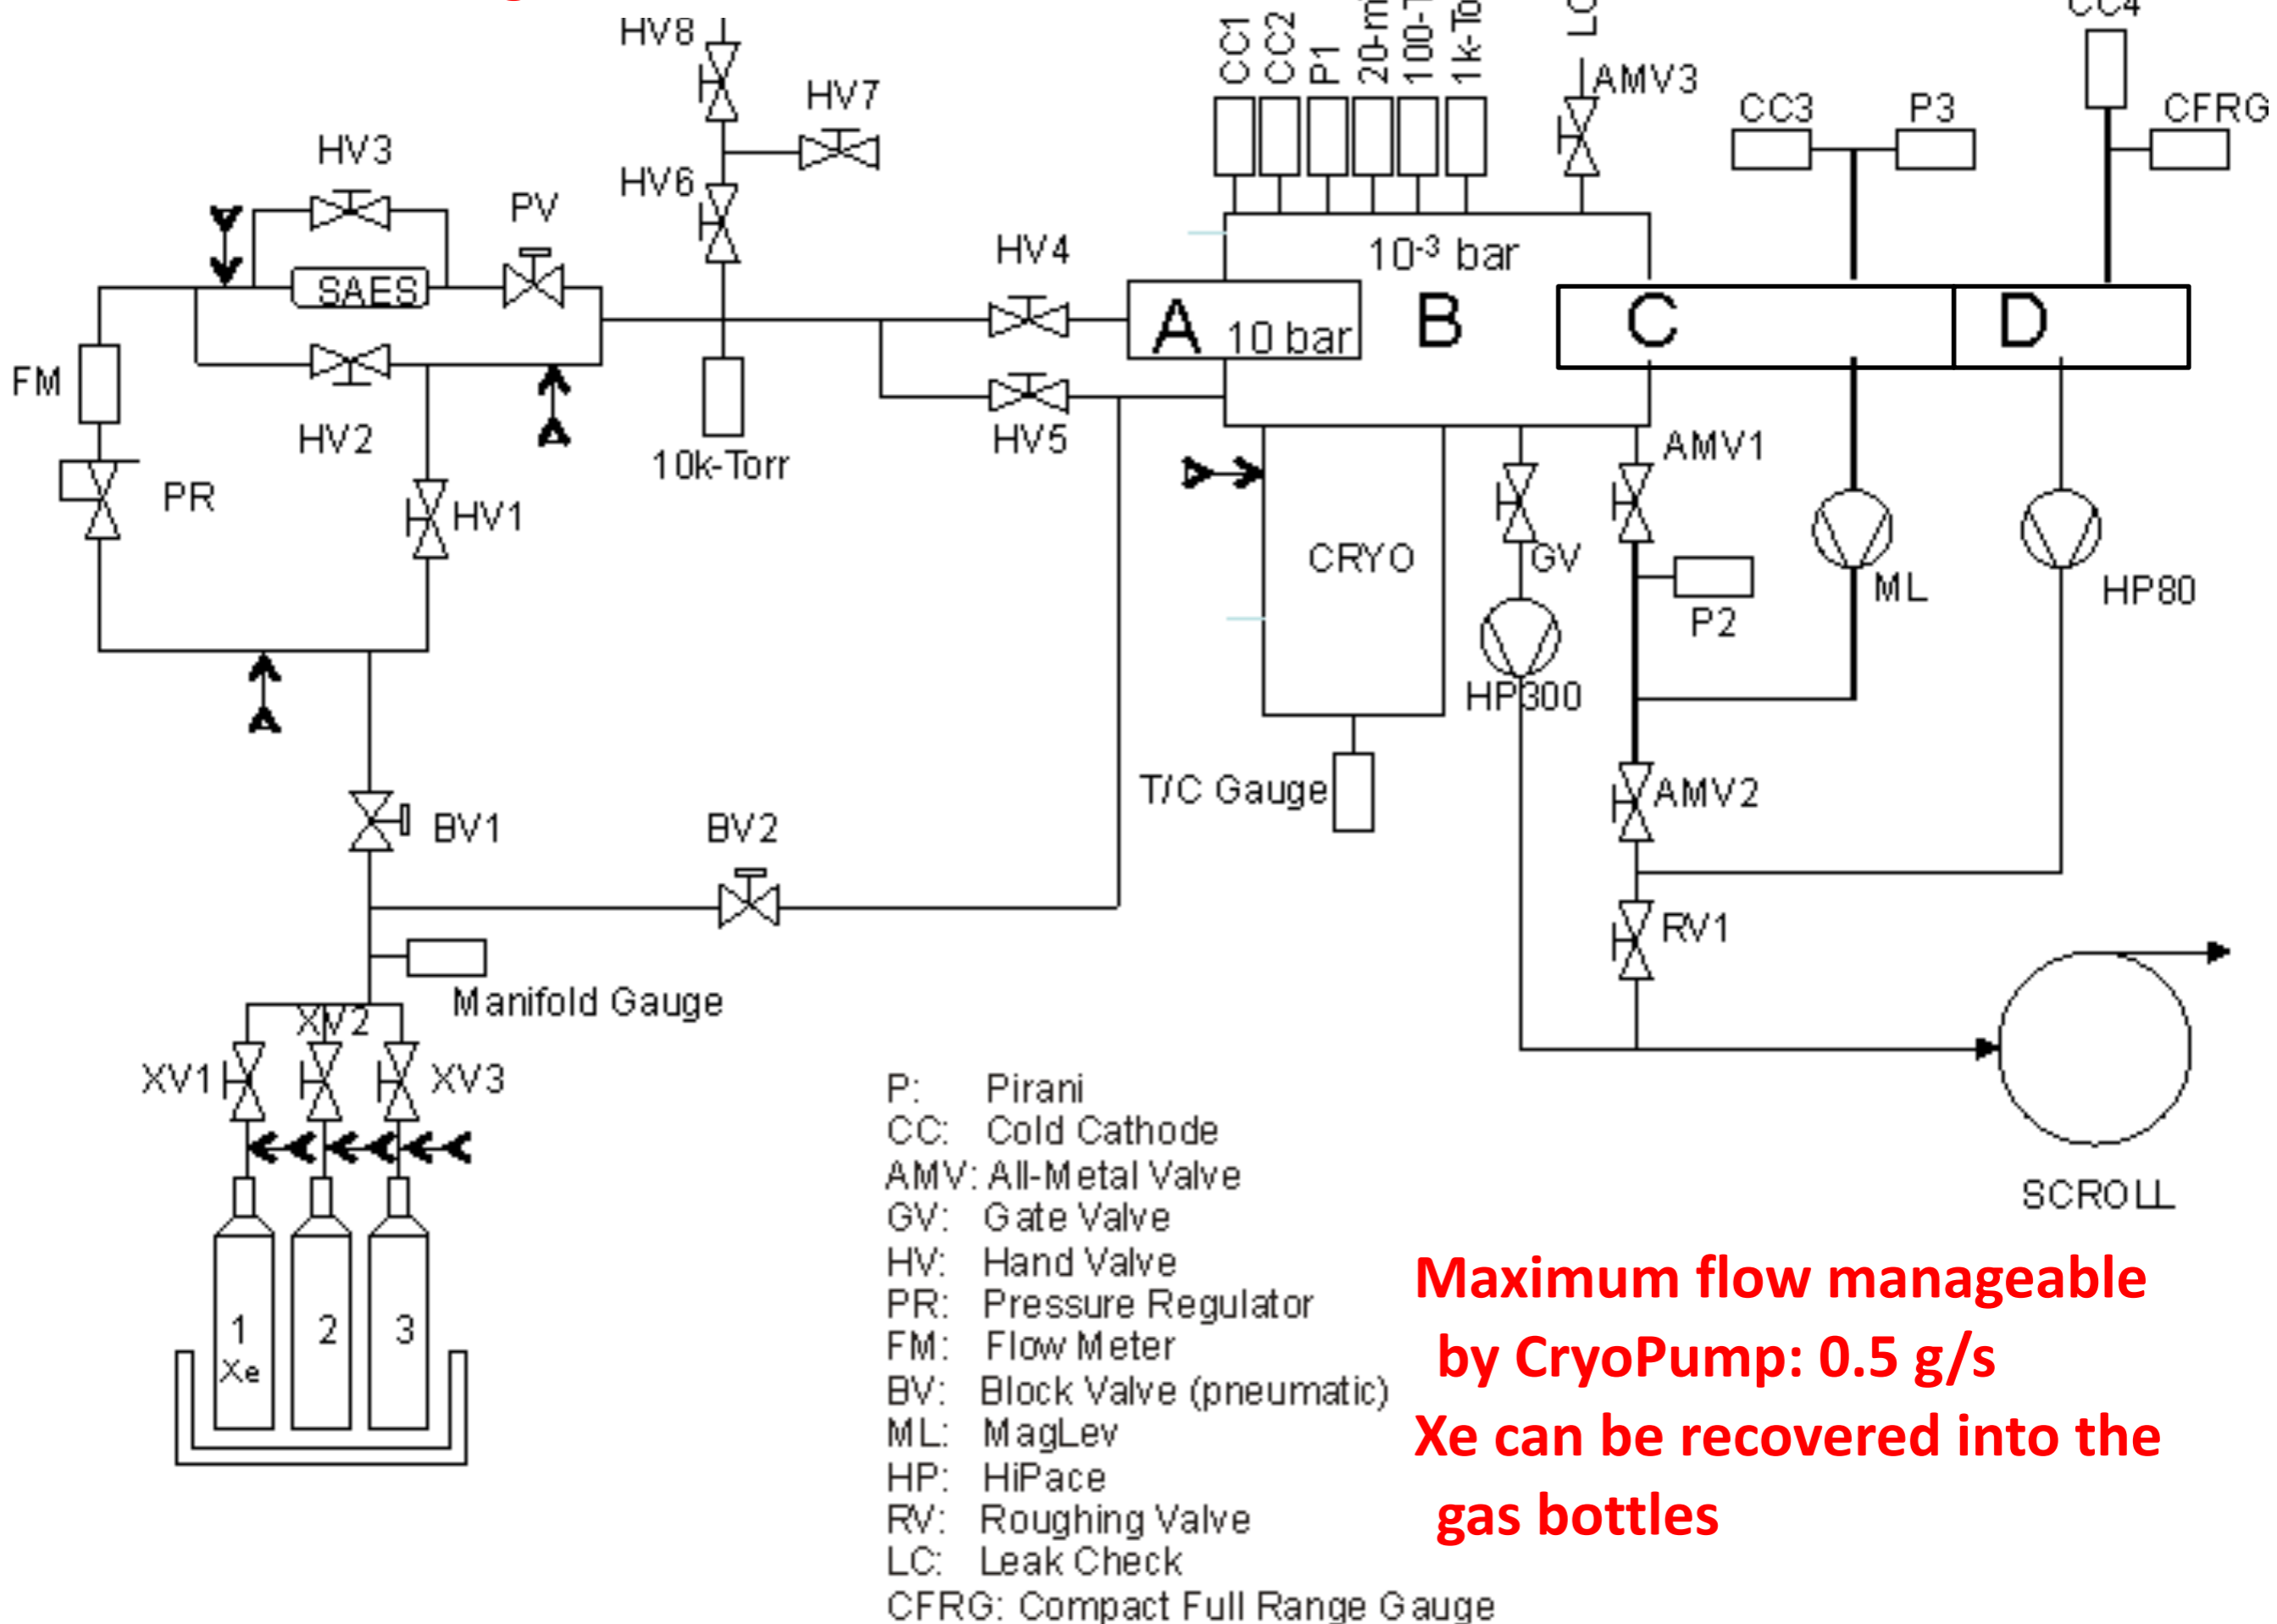 HV8
CC1
CC2
P1
AMV3
CC3
P3
CC4
CFRG
HV7
HV3
HV6
PV
HV4
10⁻³ bar
SAES
A 10 bar
B
C
D
FM
HV2
10k-Torr
HV5
AMV1
PR
HV1
CRYO
GV
P2
ML
HP80
HP300
T/C Gauge
AMV2
BV1
BV2
RV1
Manifold Gauge
XV2
XV1
XV3
SCROLL
1
Xe
2
3
P: Pirani
CC: Cold Cathode
AMV: All-Metal Valve
GV: Gate Valve
HV: Hand Valve
PR: Pressure Regulator
FM: Flow Meter
BV: Block Valve (pneumatic)
ML: MagLev
HP: HiPace
RV: Roughing Valve
LC: Leak Check
CFRG: Compact Full Range Gauge
Maximum flow manageable
by CryoPump: 0.5 g/s
Xe can be recovered into the
gas bottles